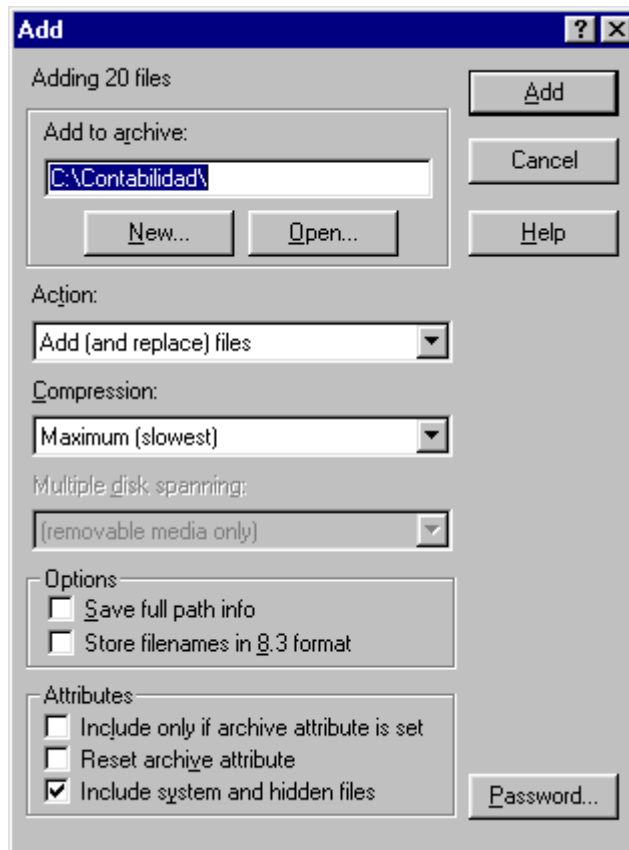 Add
Adding 20 files
Add
Add to archive:
C:\Contabilidad\
Cancel
New...
Open...
Help
Action:
Add (and replace) files
Compression:
Maximum (slowest)
Multiple disk spanning:
(removable media only)
Options
Save full path info
Store filenames in 8.3 format
Attributes
Include only if archive attribute is set
Reset archive attribute
Include system and hidden files
Password...